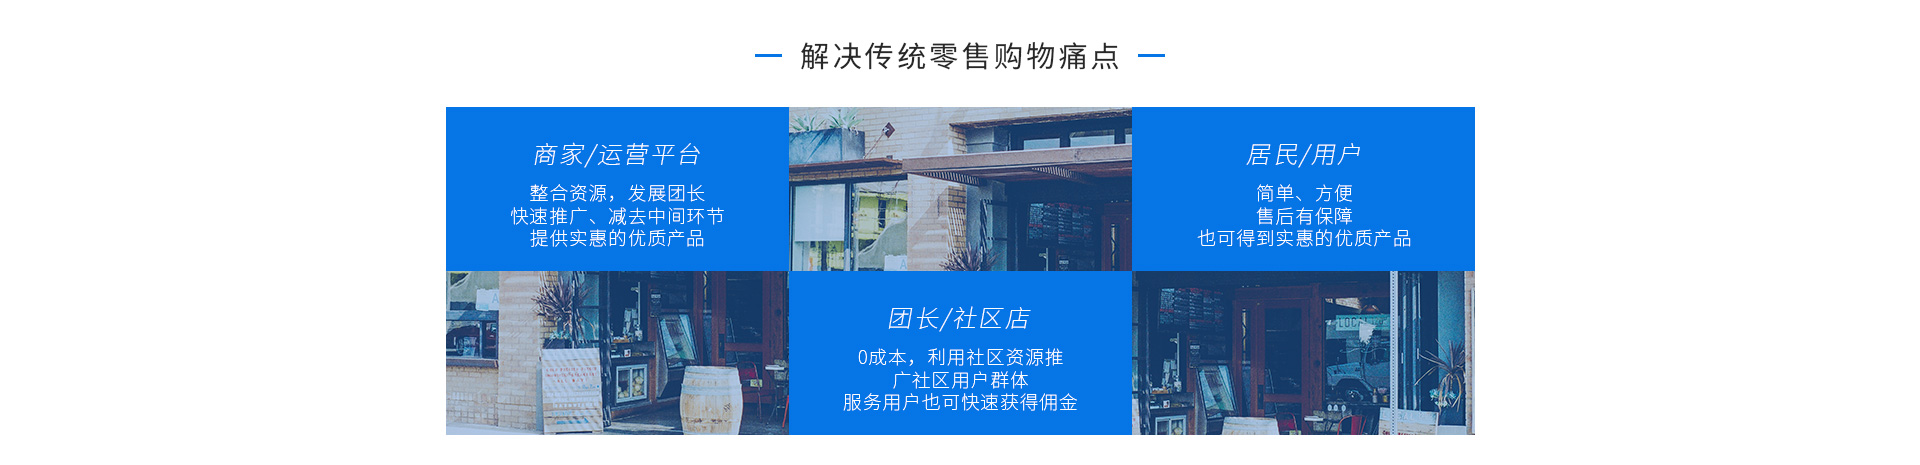 解决传统零售购物痛点
商家/运营平台
整合资源，发展团长
快速推广、减去中间环节
提供实惠的优质产品
居民/用户
简单、方便
售后有保障
也可得到实惠的优质产品
团长/社区店
0成本，利用社区资源推
广社区用户群体
服务用户也可快速获得佣金